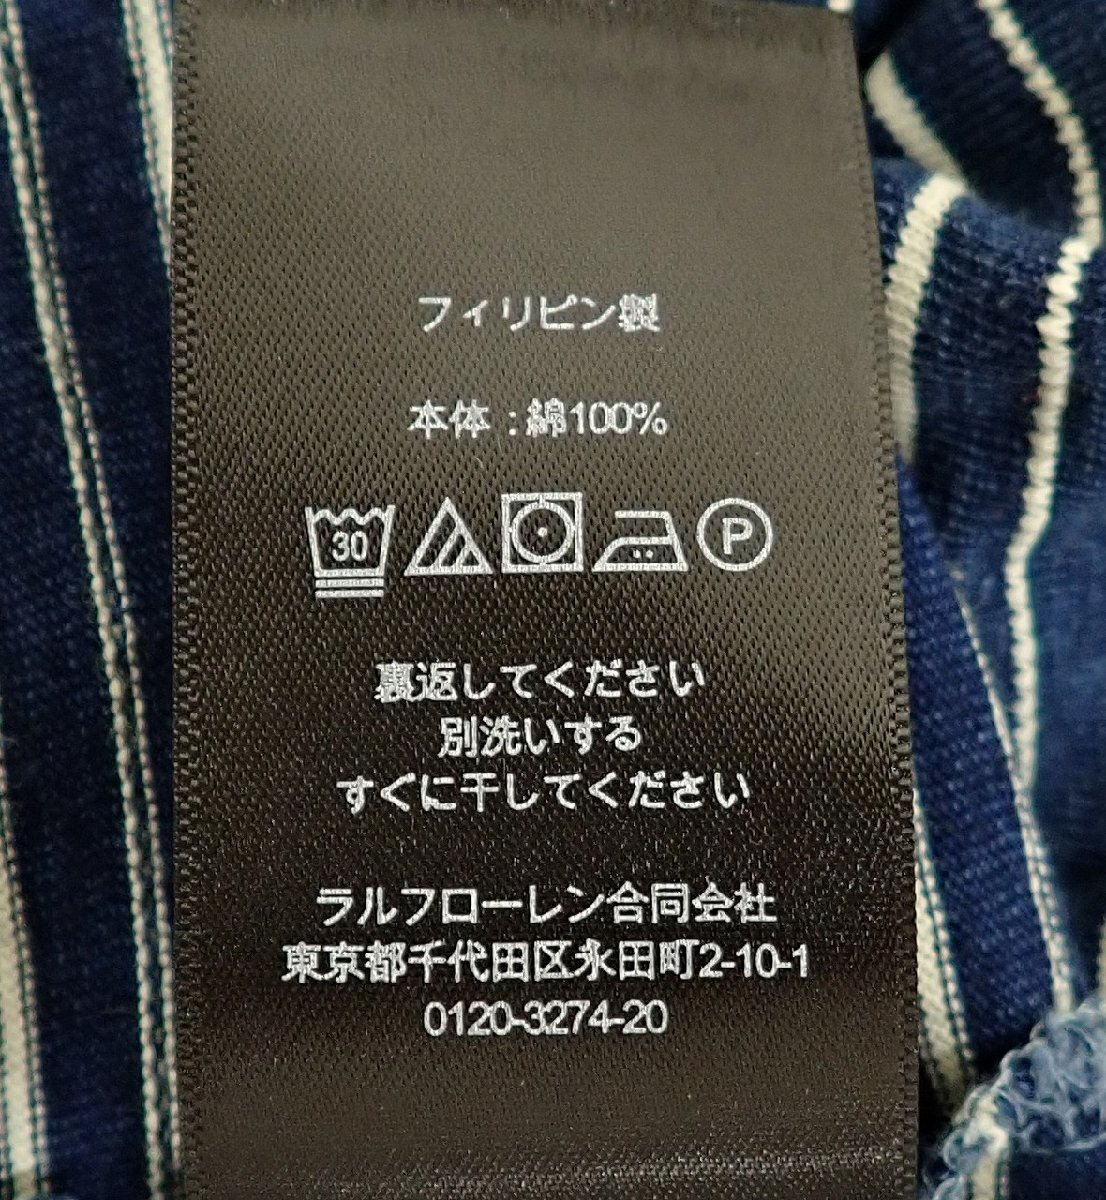 フィリピン製
本体 : 綿100%
30 P
裏返してください
別洗いする
すぐに干してください
ラルフローレン合同会社
東京都千代田区永田町2-10-1
0120-3274-20